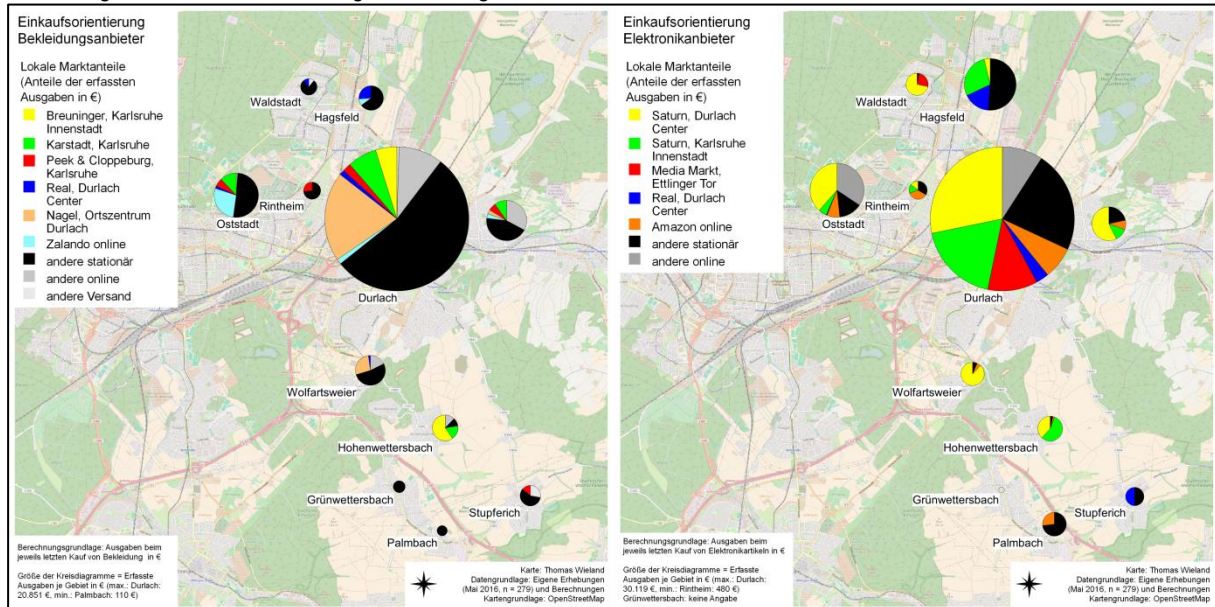 Einkaufsorientierung
Bekleidungsanbieter
Lokale Marktanteile
(Anteile der erfassten
Ausgaben in €)
Breuninger, Karlsruhe
Innenstadt
Karstadt, Karlsruhe
Peek & Cloppeburg,
Karlsruhe
Real, Durlach
Center
Nagel, Ortszentrum
Durlach
Zalando online
andere stationär
andere online
andere Versand
Waldstadt
Hagsfeld
Rintheim
Oststadt
Durlach
Wolfartsweier
Hohenwettersbach
Grünwettersbach
Stupferich
Palmbach
Berechnungsgrundlage: Ausgaben beim
jeweils letzten Kauf von Bekleidung in €
Größe der Kreisdiagramme = Erfasste
Ausgaben je Gebiet in € (max.: Durlach:
20.851 €, min.: Palmbach: 110 €)
Karte: Thomas Wieland
Datengrundlage: Eigene Erhebungen
(Mai 2016, n = 279) und Berechnungen
Kartengrundlage: OpenStreetMap
Einkaufsorientierung
Elektronikanbieter
Lokale Marktanteile
(Anteile der erfassten
Ausgaben in €)
Saturn, Durlach
Center
Saturn, Karlsruhe
Innenstadt
Media Markt,
Ettlinger Tor
Real, Durlach
Center
Amazon online
andere stationär
andere online
Waldstadt
Hagsfeld
Rintheim
Oststadt
Durlach
Wolfartsweier
Hohenwettersbach
Grünwettersbach
Stupferich
Palmbach
Berechnungsgrundlage: Ausgaben beim
jeweils letzten Kauf von Elektronikartikeln in €
Größe der Kreisdiagramme = Erfasste
Ausgaben je Gebiet in € (max.: Durlach:
30.119 €, min.: Rintheim: 480 €)
Grünwettersbach: keine Angabe
Karte: Thomas Wieland
Datengrundlage: Eigene Erhebungen
(Mai 2016, n = 279) und Berechnungen
Kartengrundlage: OpenStreetMap